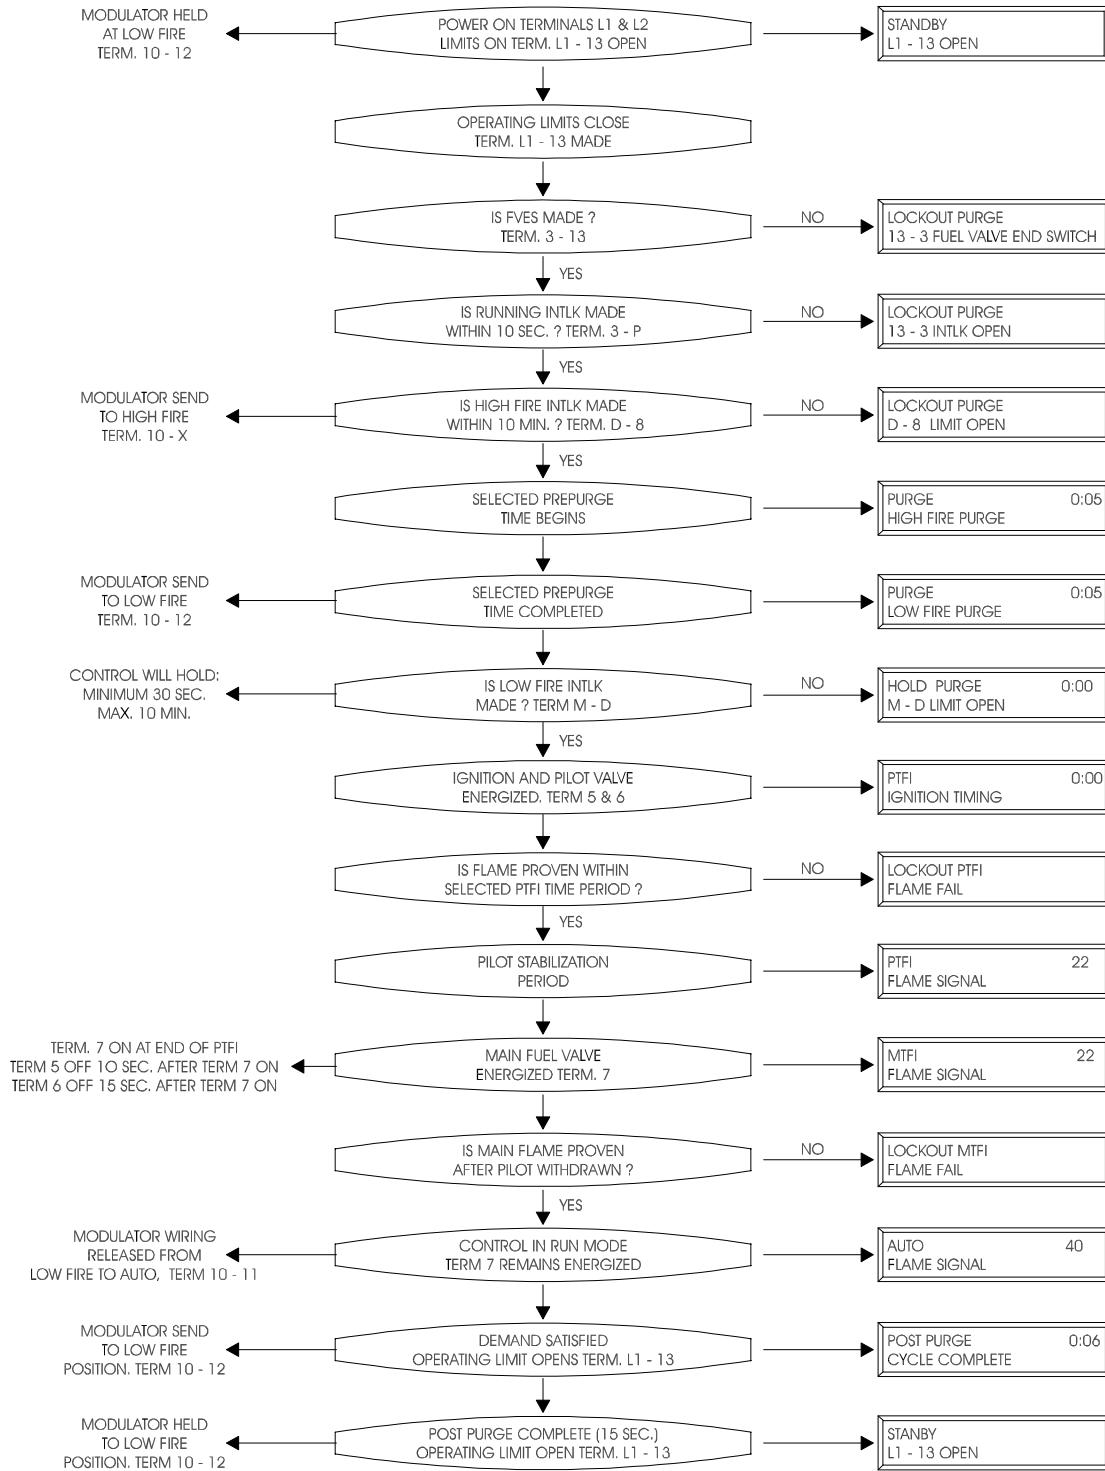 MODULATOR HELD
AT LOW FIRE
TERM. 10 - 12
POWER ON TERMINALS L1 & L2
LIMITS ON TERM. L1 - 13 OPEN
STANDBY
L1 - 13 OPEN
OPERATING LIMITS CLOSE
TERM. L1 - 13 MADE
IS FVES MADE ?
TERM. 3 - 13
NO
LOCKOUT PURGE
13 - 3 FUEL VALVE END SWITCH
YES
IS RUNNING INTLK MADE
WITHIN 10 SEC. ? TERM. 3 - P
NO
LOCKOUT PURGE
13 - 3 INTLK OPEN
YES
MODULATOR SEND
TO HIGH FIRE
TERM. 10 - X
IS HIGH FIRE INTLK MADE
WITHIN 10 MIN. ? TERM. D - 8
NO
LOCKOUT PURGE
D - 8 LIMIT OPEN
YES
SELECTED PREPURGE
TIME BEGINS
PURGE 0:05
HIGH FIRE PURGE
MODULATOR SEND
TO LOW FIRE
TERM. 10 - 12
SELECTED PREPURGE
TIME COMPLETED
PURGE 0:05
LOW FIRE PURGE
CONTROL WILL HOLD:
MINIMUM 30 SEC.
MAX. 10 MIN.
IS LOW FIRE INTLK
MADE ? TERM M - D
NO
HOLD PURGE 0:00
M - D LIMIT OPEN
YES
IGNITION AND PILOT VALVE
ENERGIZED. TERM 5 & 6
PTFI 0:00
IGNITION TIMING
IS FLAME PROVEN WITHIN
SELECTED PTFI TIME PERIOD ?
NO
LOCKOUT PTFI
FLAME FAIL
YES
PILOT STABILIZATION
PERIOD
PTFI 22
FLAME SIGNAL
TERM. 7 ON AT END OF PTFI
TERM 5 OFF 1O SEC. AFTER TERM 7 ON
TERM 6 OFF 15 SEC. AFTER TERM 7 ON
MAIN FUEL VALVE
ENERGIZED TERM. 7
MTFI 22
FLAME SIGNAL
IS MAIN FLAME PROVEN
AFTER PILOT WITHDRAWN ?
NO
LOCKOUT MTFI
FLAME FAIL
YES
MODULATOR WIRING
RELEASED FROM
LOW FIRE TO AUTO, TERM 10 - 11
CONTROL IN RUN MODE
TERM 7 REMAINS ENERGIZED
AUTO 40
FLAME SIGNAL
MODULATOR SEND
TO LOW FIRE
POSITION. TERM 10 - 12
DEMAND SATISFIED
OPERATING LIMIT OPENS TERM. L1 - 13
POST PURGE 0:06
CYCLE COMPLETE
MODULATOR HELD
TO LOW FIRE
POSITION. TERM 10 - 12
POST PURGE COMPLETE (15 SEC.)
OPERATING LIMIT OPEN TERM. L1 - 13
STANBY
L1 - 13 OPEN